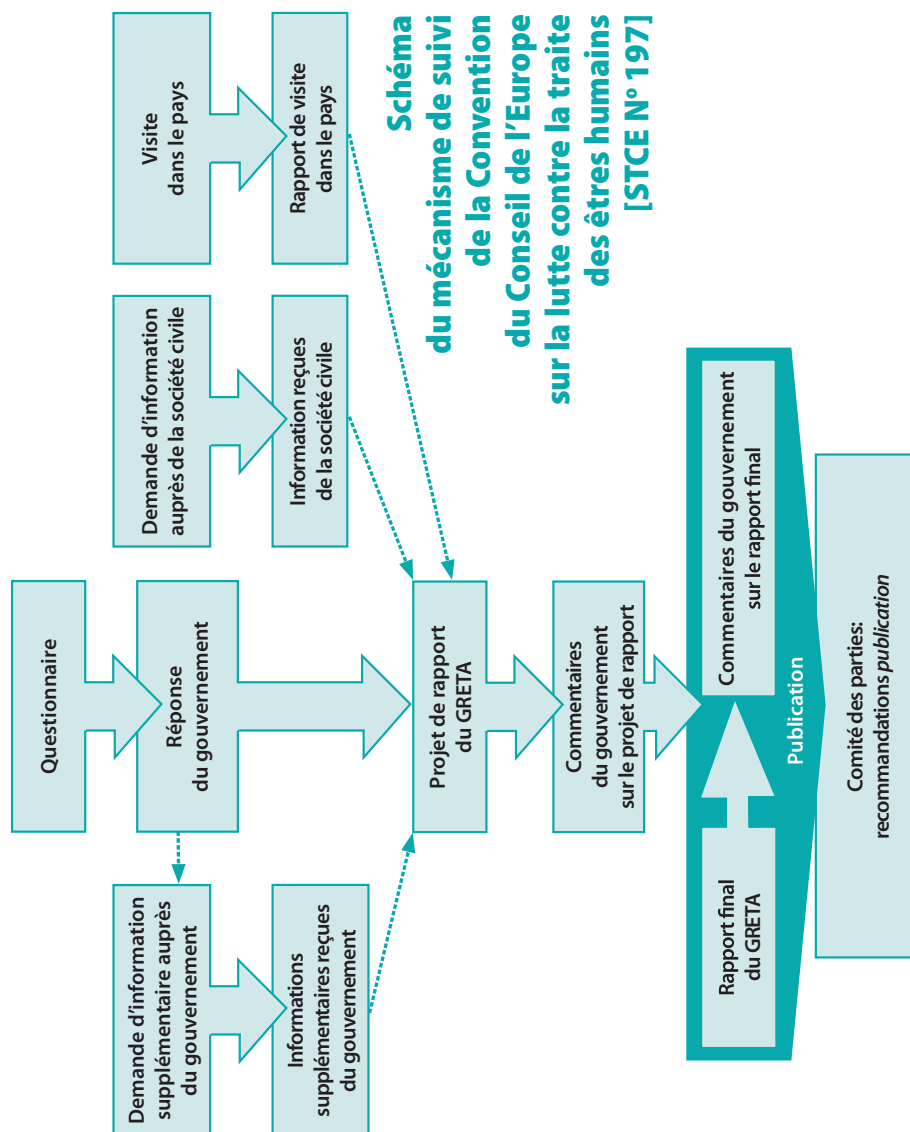 Schéma
du mécanisme de suivi
de la Convention
du Conseil de l'Europe
sur la lutte contre la traite
des êtres humains
[STCE N° 197]
Questionnaire
Demande d'information
supplémentaire auprès
du gouvernement
Réponse
du gouvernement
Demande d'information
auprès de la société civile
Visite
dans le pays
Informations
supplémentaires reçues
du gouvernement
Information reçues
de la société civile
Rapport de visite
dans le pays
Projet de rapport
du GRETA
Commentaires
du gouvernement
sur le projet de rapport
Rapport final
du GRETA
Commentaires du gouvernement
sur le rapport final
Publication
Comité des parties:
recommandations publication